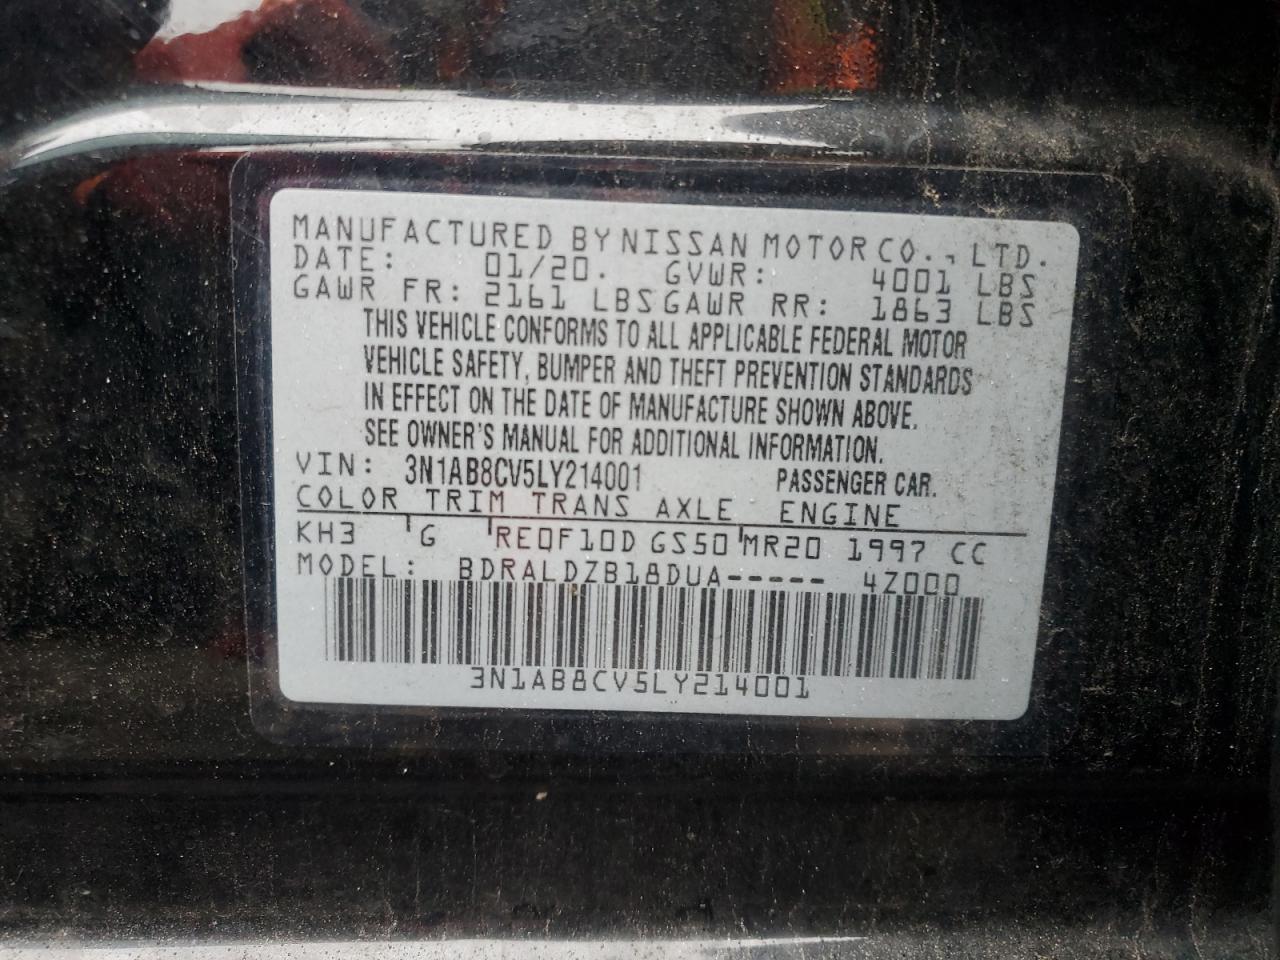 MANUFACTURED BY NISSAN MOTOR CO., LTD.
DATE: 01/20. GVWR: 4001 LBS
GAWR FR: 2161 LBS GAWR RR: 1863 LBS
THIS VEHICLE CONFORMS TO ALL APPLICABLE FEDERAL MOTOR
VEHICLE SAFETY, BUMPER AND THEFT PREVENTION STANDARDS
IN EFFECT ON THE DATE OF MANUFACTURE SHOWN ABOVE.
SEE OWNER'S MANUAL FOR ADDITIONAL INFORMATION.
VIN: 3N1AB8CV5LY214001 PASSENGER CAR.
COLOR TRIM TRANS AXLE ENGINE
KH3 G RE0F10D GS50 MR20 1997 CC
MODEL: BDRALDZB18DUA----- 4Z000
3N1AB8CV5LY214001